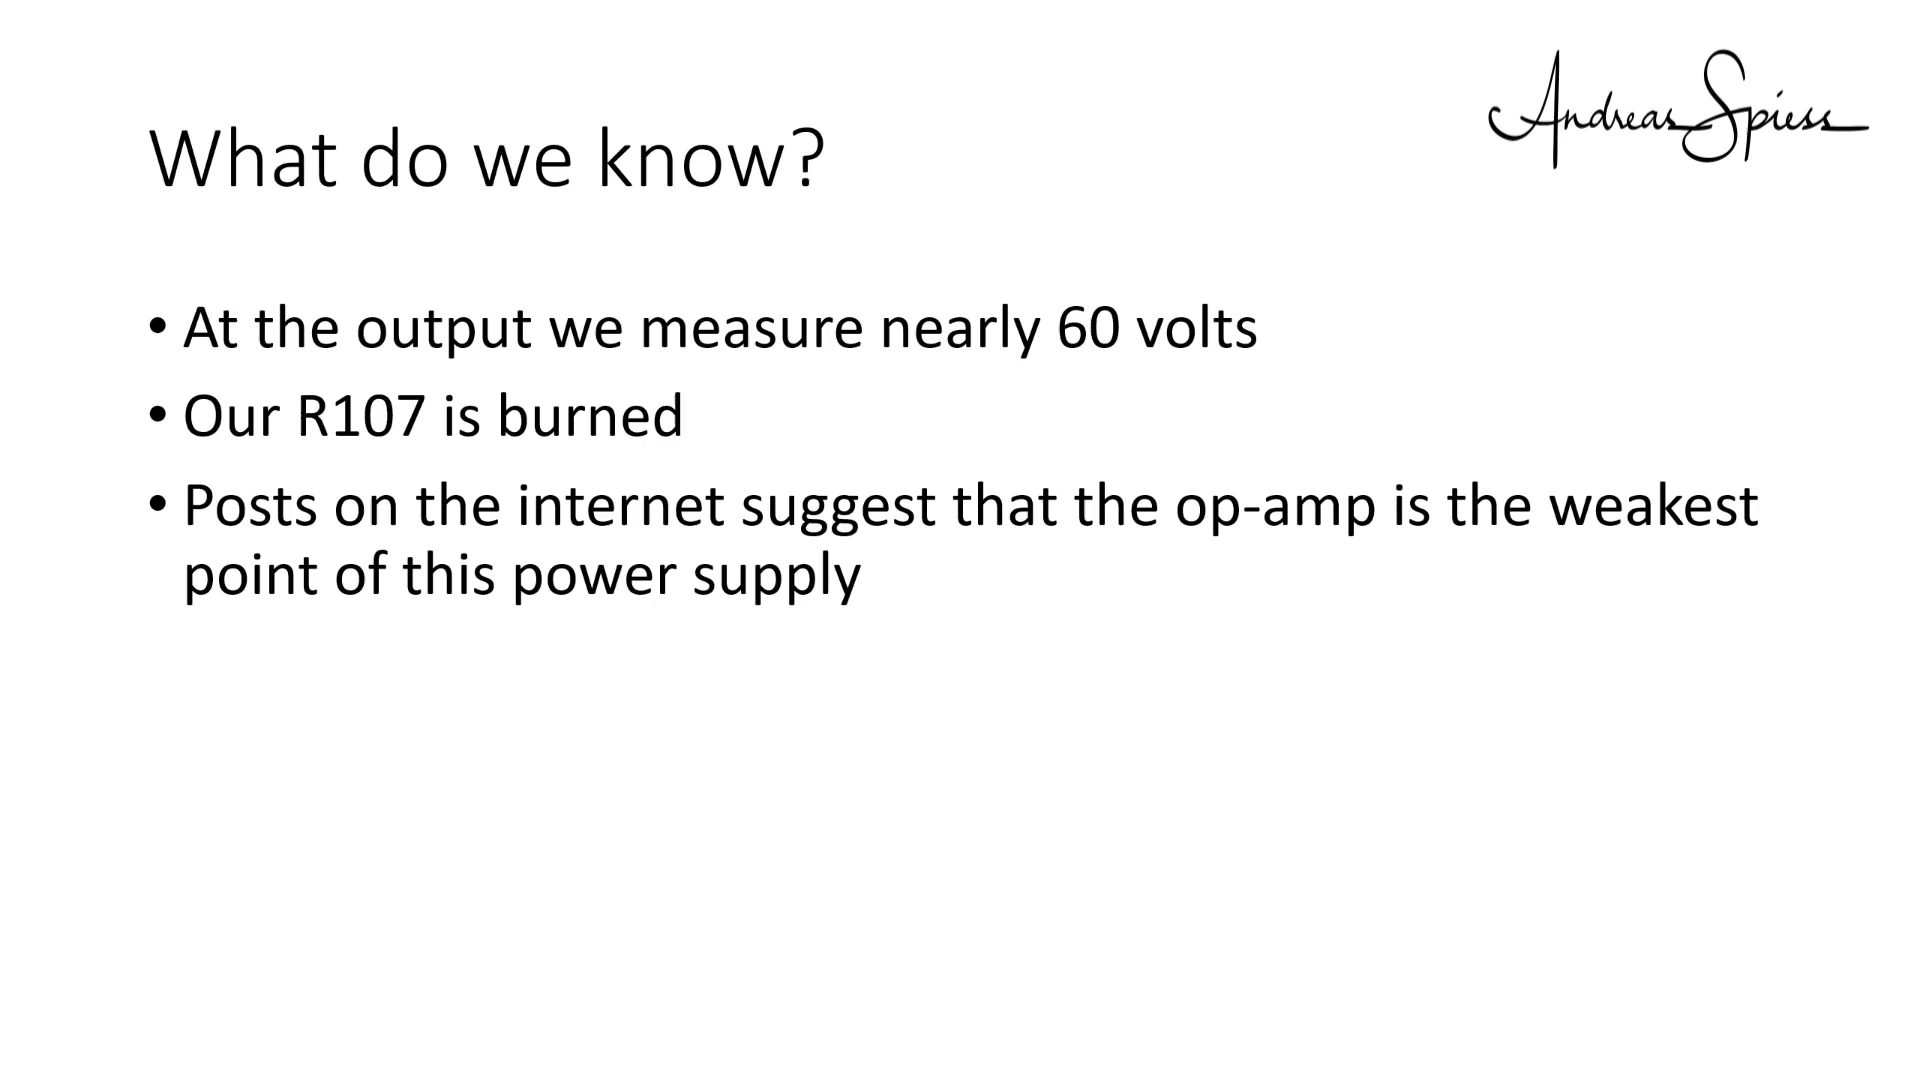 Andreas Spiess
What do we know?
• At the output we measure nearly 60 volts
• Our R107 is burned
• Posts on the internet suggest that the op-amp is the weakest
point of this power supply